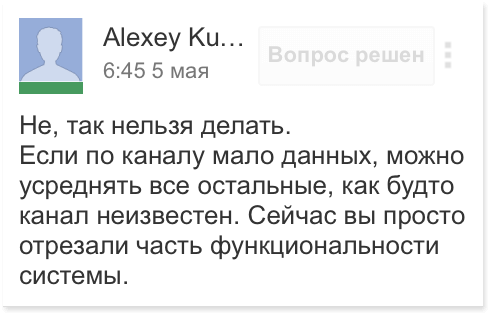 Alexey Ku...
6:45 5 мая
Вопрос решен
Не, так нельзя делать.
Если по каналу мало данных, можно
усреднять все остальные, как будто
канал неизвестен. Сейчас вы просто
отрезали часть функциональности
системы.